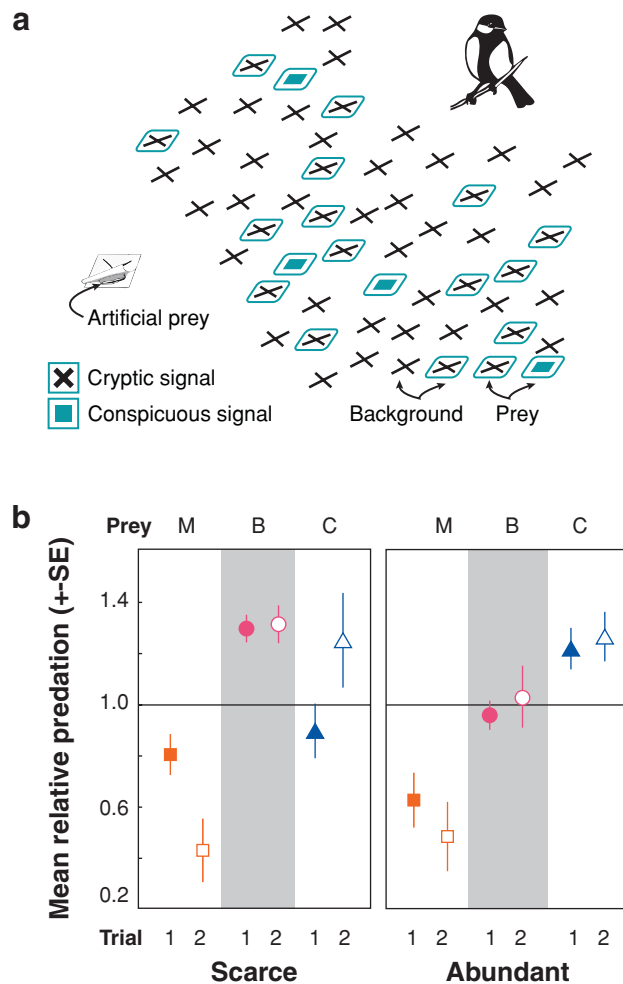 a
Artificial prey
Cryptic signal
Conspicuous signal
Background
Prey
b
Prey M B C M B C
Mean relative predation (+-SE)
1.4
1.0
0.6
0.2
Trial 1 2 1 2 1 2 1 2 1 2 1 2
Scarce Abundant